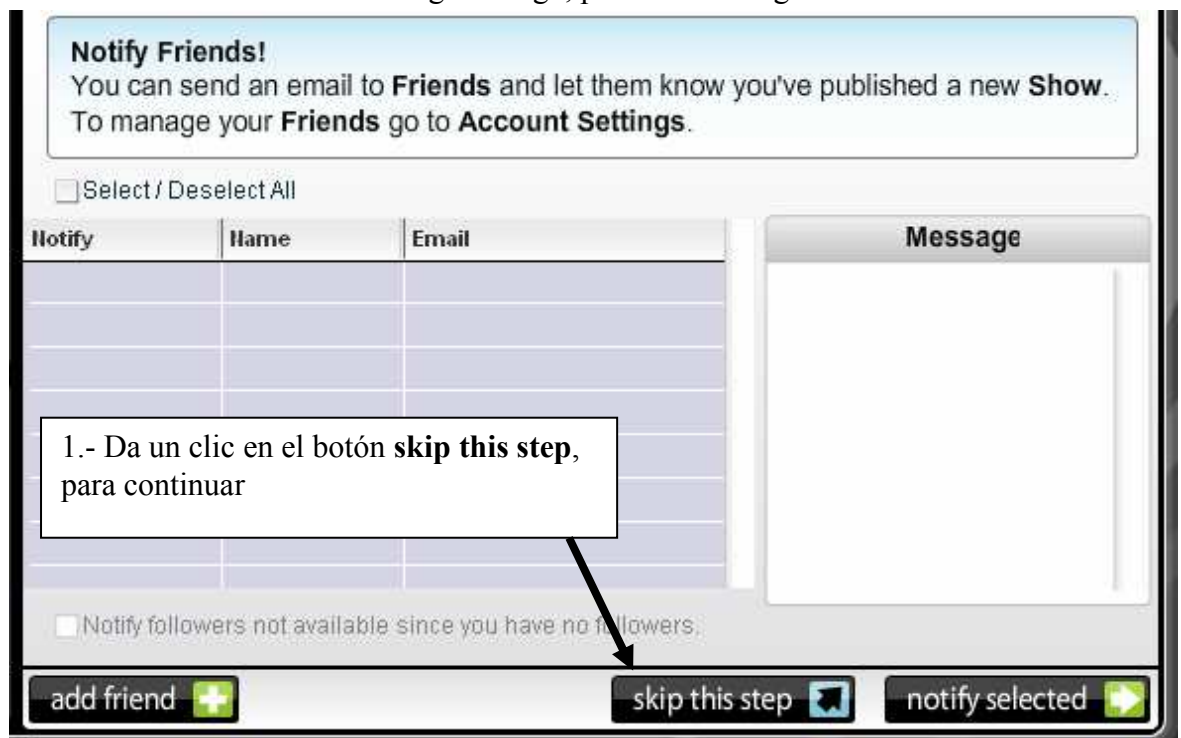 Notify Friends!
You can send an email to Friends and let them know you've published a new Show.
To manage your Friends go to Account Settings.
Select / Deselect All
Notify Name Email
Message
1.- Da un clic en el botón skip this step,
para continuar
Notify followers not available since you have no followers.
add friend skip this step notify selected